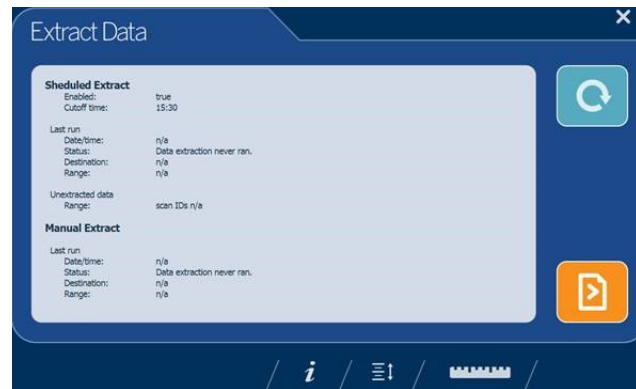 Extract Data
Sheduled Extract
Enabled: true
Cutoff time: 15:30
Last run
Date/time: n/a
Status: Data extraction never ran.
Destination: n/a
Range: n/a
Unextracted data
Range: scan IDs n/a
Manual Extract
Last run
Date/time: n/a
Status: Data extraction never ran.
Destination: n/a
Range: n/a